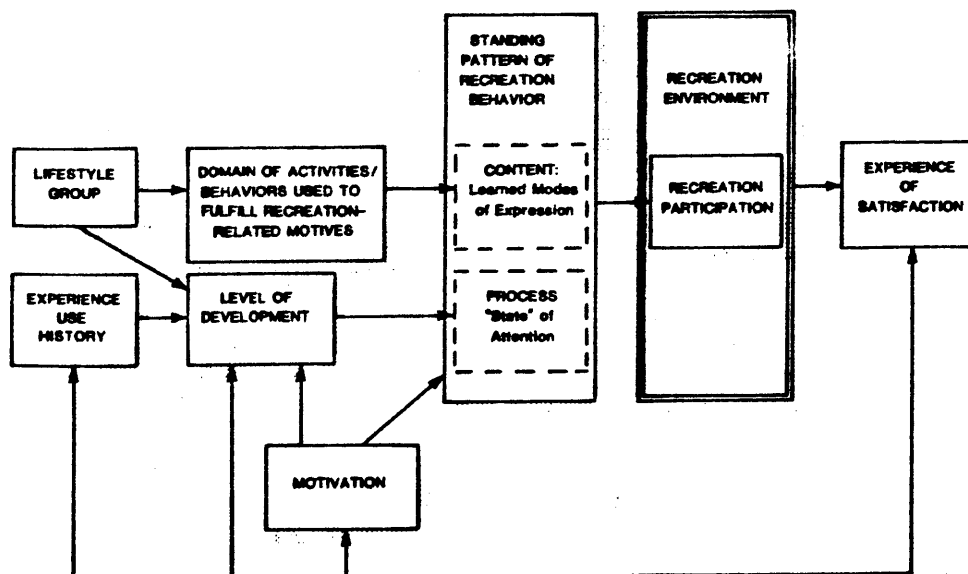 LIFESTYLE
GROUP
DOMAIN OF ACTIVITIES/
BEHAVIORS USED TO
FULFILL RECREATION-
RELATED MOTIVES
EXPERIENCE
USE
HISTORY
LEVEL OF
DEVELOPMENT
MOTIVATION
STANDING
PATTERN OF
RECREATION
BEHAVIOR
CONTENT:
Learned Modes
of Expression
PROCESS
"State" of
Attention
RECREATION
ENVIRONMENT
RECREATION
PARTICIPATION
EXPERIENCE
OF
SATISFACTION